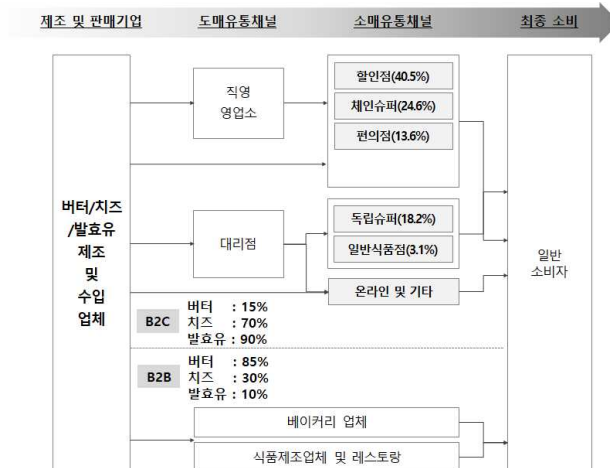 제조 및 판매기업
도매유통채널
소매유통채널
최종 소비
직영
영업소
할인점(40.5%)
체인슈퍼(24.6%)
편의점(13.6%)
버터/치즈
/발효유
제조
및
수입
업체
대리점
독립슈퍼(18.2%)
일반식품점(3.1%)
온라인 및 기타
일반
소비자
B2C
버터 : 15%
치즈 : 70%
발효유 : 90%
B2B
버터 : 85%
치즈 : 30%
발효유 : 10%
베이커리 업체
식품제조업체 및 레스토랑